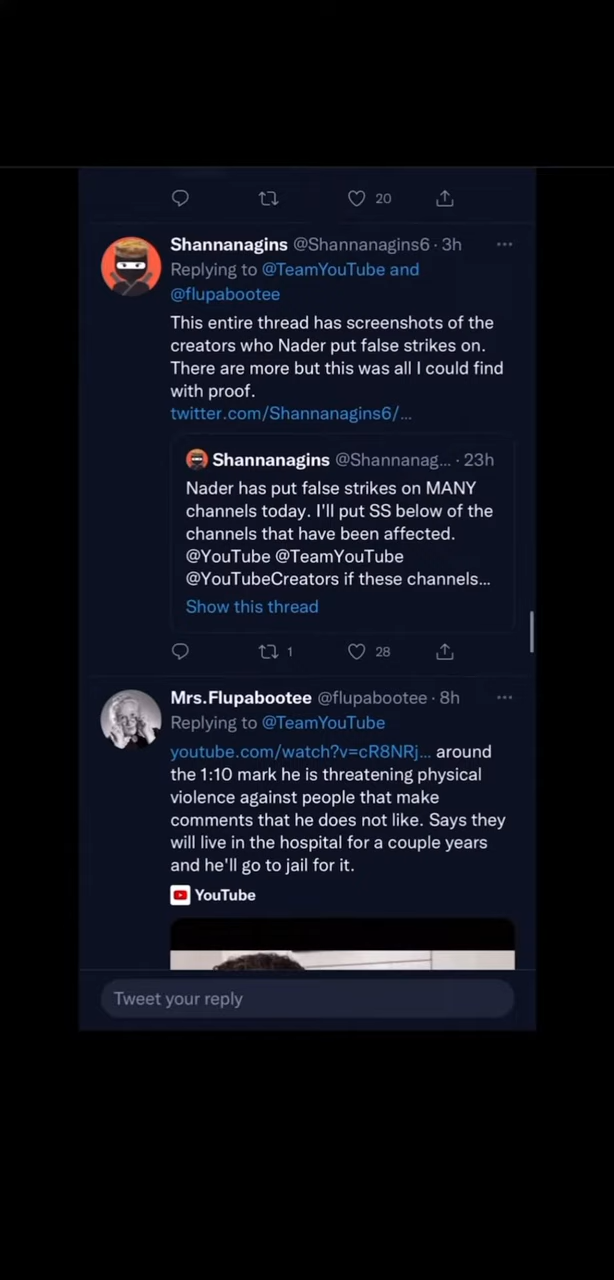 20
Shannanagins @Shannanagins6 · 3h
Replying to @TeamYouTube and
@flupabootee
This entire thread has screenshots of the
creators who Nader put false strikes on.
There are more but this was all I could find
with proof.
twitter.com/Shannanagins6/…
Shannanagins @Shannanag... · 23h
Nader has put false strikes on MANY
channels today. I'll put SS below of the
channels that have been affected.
@YouTube @TeamYouTube
@YouTubeCreators if these channels...
Show this thread
1 28
Mrs.Flupabootee @flupabootee · 8h
Replying to @TeamYouTube
youtube.com/watch?v=cR8NRj… around
the 1:10 mark he is threatening physical
violence against people that make
comments that he does not like. Says they
will live in the hospital for a couple years
and he'll go to jail for it.
YouTube
Tweet your reply